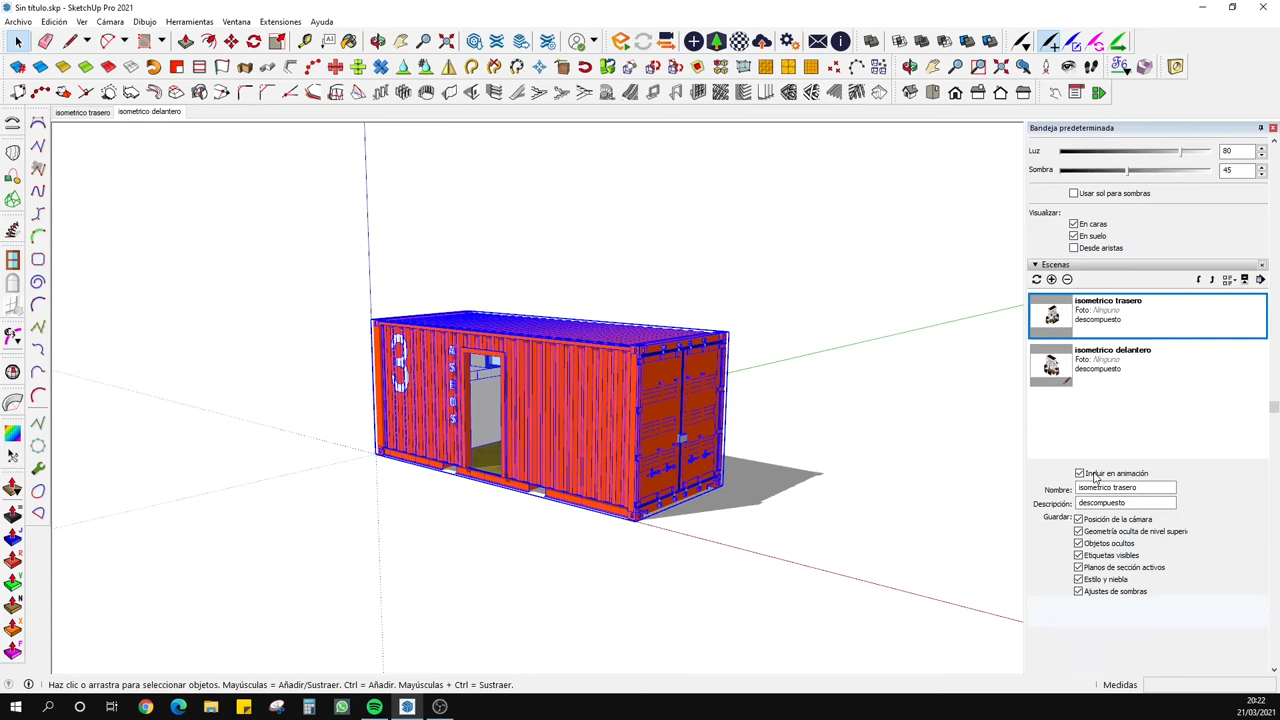 Sin título.skp - SketchUp Pro 2021
Archivo Edición Ver Cámara Dibujo Herramientas Ventana Extensiones Ayuda
isometrico trasero isometrico delantero
Bandeja predeterminada
Luz 80
Sombra 45
Usar sol para sombras
Visualizar:
En caras
En suelo
Desde aristas
Escenas
isometrico trasero
Foto: Ninguno
descompuesto
isometrico delantero
Foto: Ninguno
descompuesto
Incluir en animación
Nombre: isometrico trasero
Descripción: descompuesto
Guardar: Posición de la cámara
Geometría oculta de nivel superi
Objetos ocultos
Etiquetas visibles
Planos de sección activos
Estilo y niebla
Ajustes de sombras
3
Haz clic o arrastra para seleccionar objetos. Mayúsculas = Añadir/Sustraer. Ctrl = Añadir. Mayúsculas + Ctrl = Sustraer.
Medidas
20:22
21/03/2021